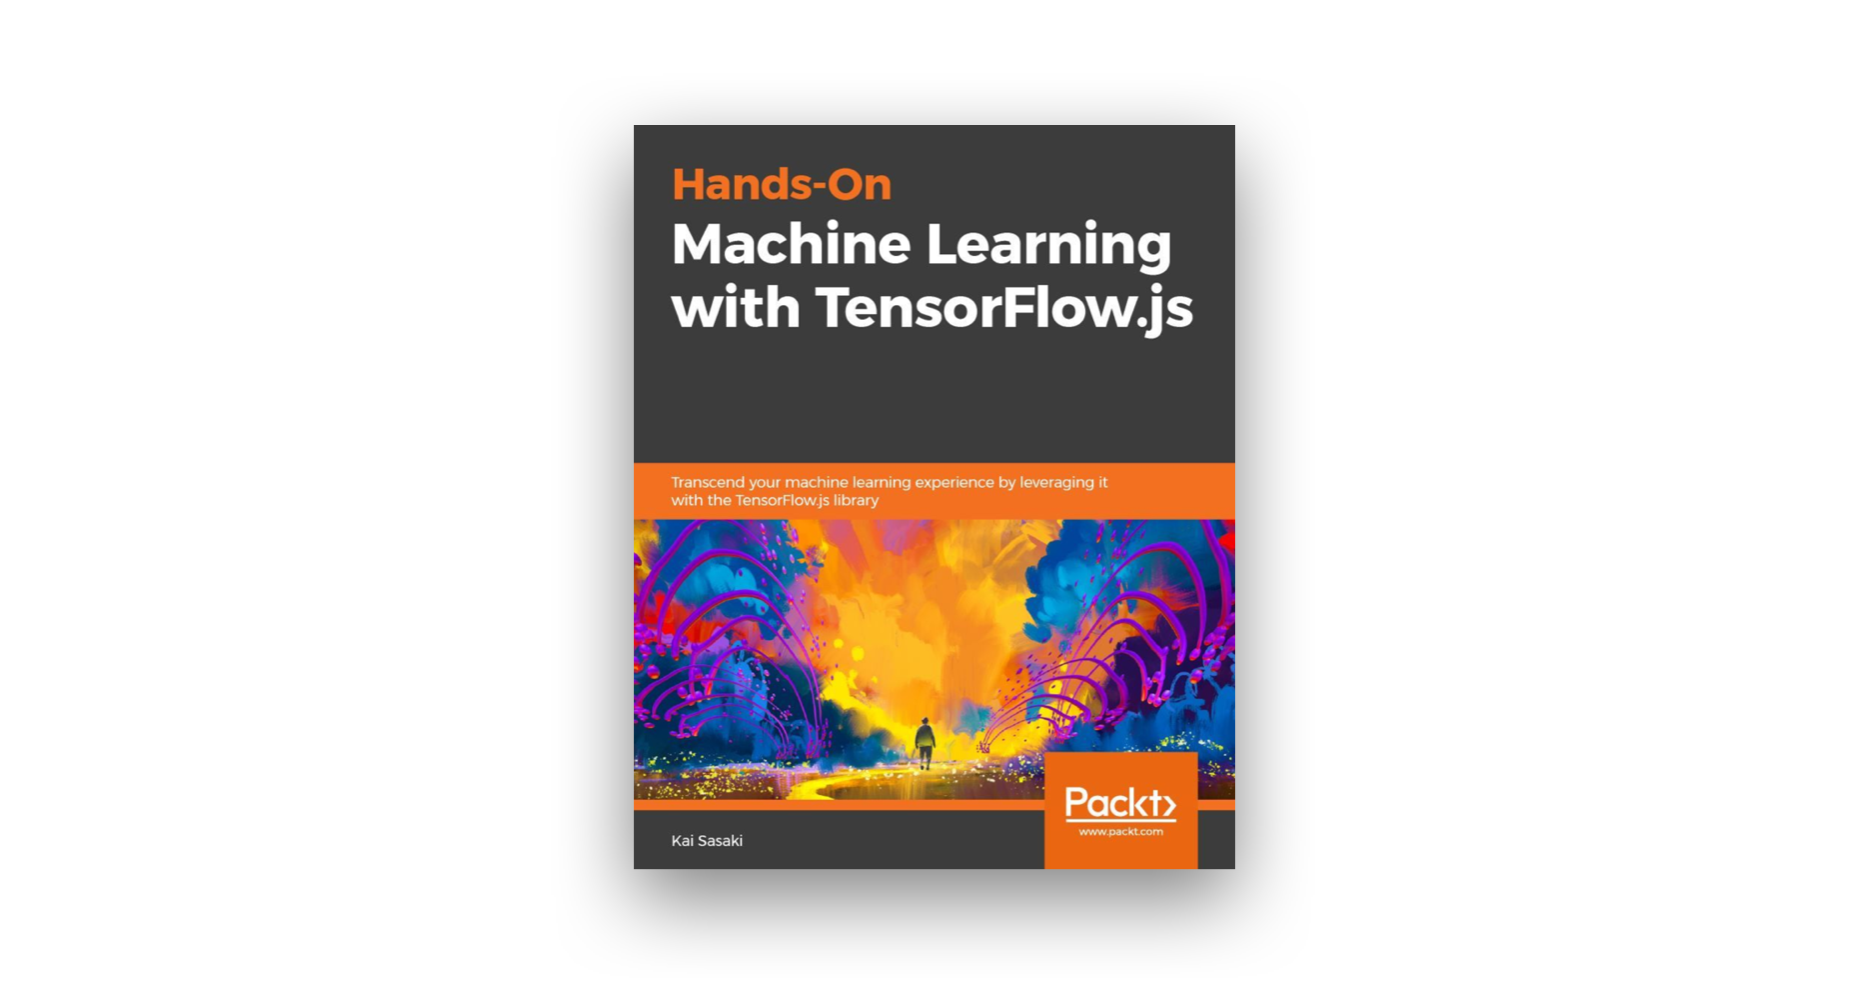 Hands-On
Machine Learning
with TensorFlow.js
Transcend your machine learning experience by leveraging it
with the TensorFlow.js library
Packt>
www.packt.com
Kai Sasaki